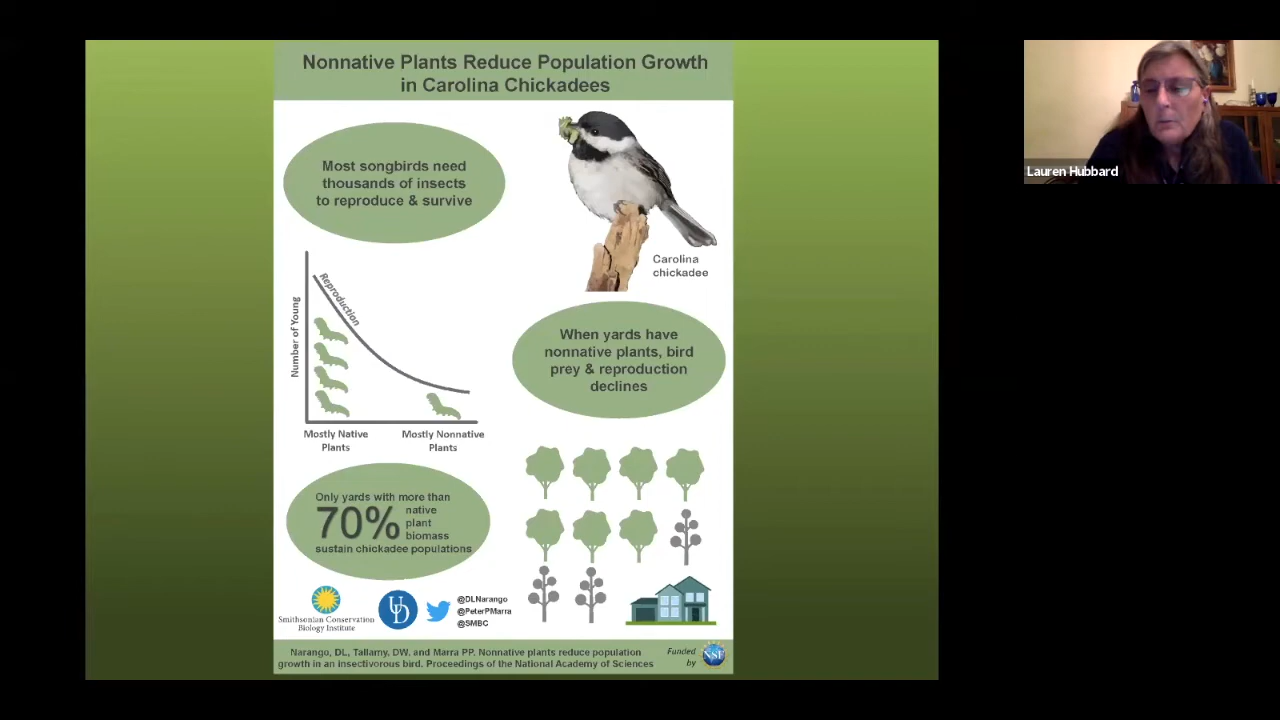 Nonnative Plants Reduce Population Growth
in Carolina Chickadees
Most songbirds need
thousands of insects
to reproduce & survive
Carolina
chickadee
Number of Young
Reproduction
Mostly Native
Plants
Mostly Nonnative
Plants
When yards have
nonnative plants, bird
prey & reproduction
declines
Only yards with more than
70% native
plant
biomass
sustain chickadee populations
Smithsonian Conservation
Biology Institute
UD
@DLNarango
@PeterPMarra
@SMBC
Narango, DL, Tallamy, DW, and Marra PP. Nonnative plants reduce population
growth in an insectivorous bird. Proceedings of the National Academy of Sciences
Funded
by
NSF
Lauren Hubbard